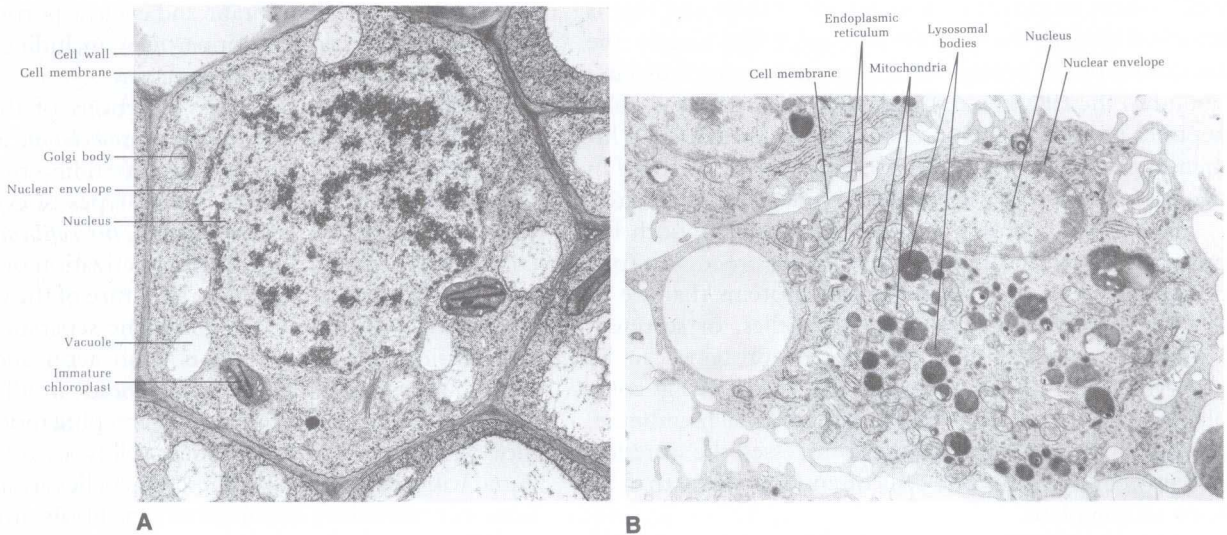 Cell wall
Cell membrane
Golgi body
Nuclear envelope
Nucleus
Vacuole
Immature
chloroplast
A
Endoplasmic
reticulum
Lysosomal
bodies
Nucleus
Cell membrane
Mitochondria
Nuclear envelope
B